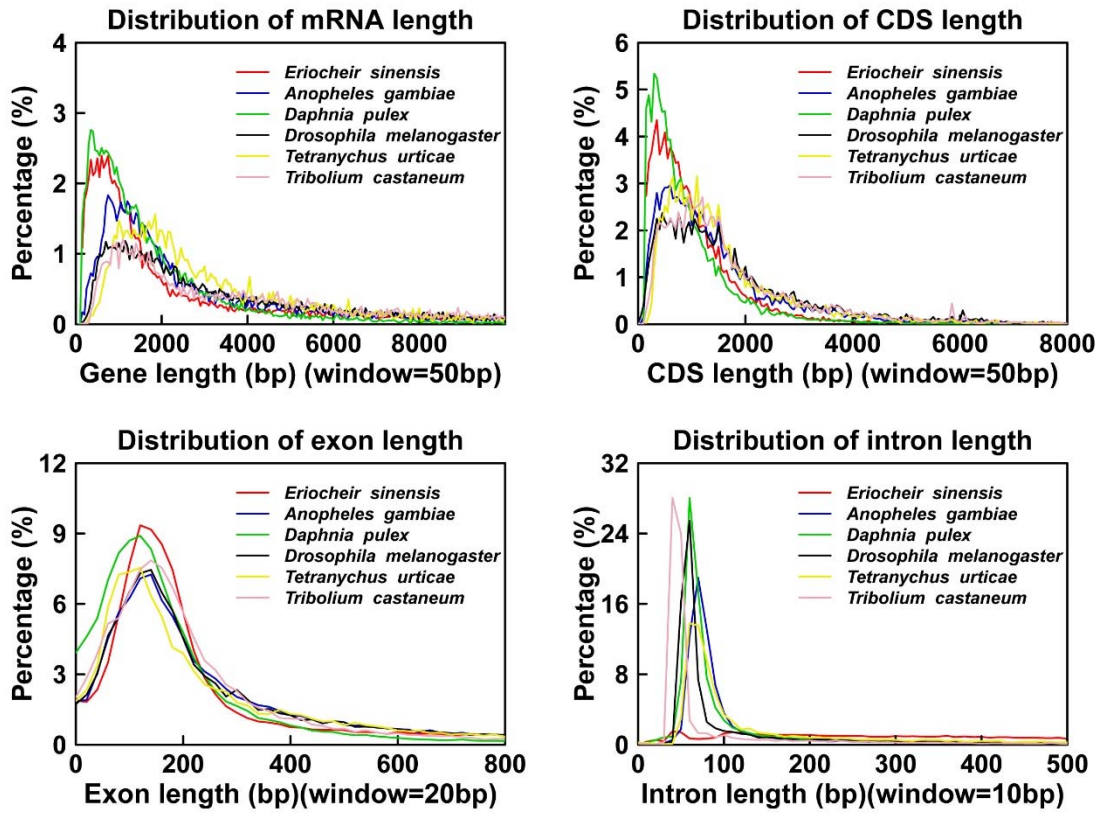 Distribution of mRNA length
4
3
2
1
0
Percentage (%)
Eriocheir sinensis
Anopheles gambiae
Daphnia pulex
Drosophila melanogaster
Tetranychus urticae
Tribolium castaneum
0 2000 4000 6000 8000
Gene length (bp) (window=50bp)
Distribution of CDS length
6
5
4
3
2
1
0
Percentage (%)
Eriocheir sinensis
Anopheles gambiae
Daphnia pulex
Drosophila melanogaster
Tetranychus urticae
Tribolium castaneum
0 2000 4000 6000 8000
CDS length (bp) (window=50bp)
Distribution of exon length
12
9
6
3
0
Percentage (%)
Eriocheir sinensis
Anopheles gambiae
Daphnia pulex
Drosophila melanogaster
Tetranychus urticae
Tribolium castaneum
0 200 400 600 800
Exon length (bp)(window=20bp)
Distribution of intron length
32
24
16
8
0
Percentage (%)
Eriocheir sinensis
Anopheles gambiae
Daphnia pulex
Drosophila melanogaster
Tetranychus urticae
Tribolium castaneum
0 100 200 300 400 500
Intron length (bp)(window=10bp)